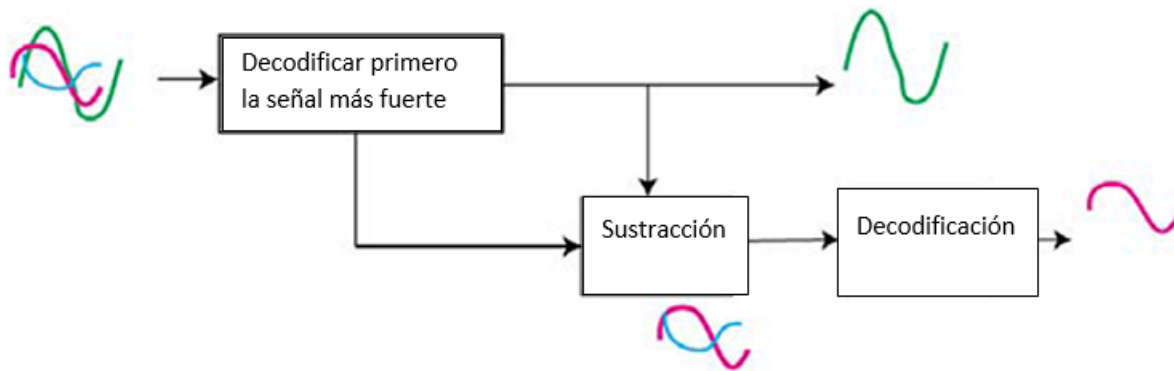 Decodificar primero
la señal más fuerte
Sustracción
Decodificación